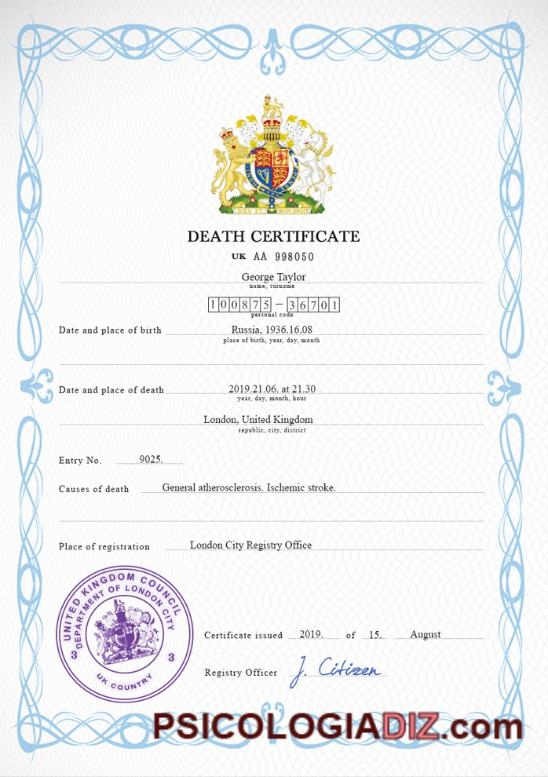 DEATH CERTIFICATE
UK AA 998050
George Taylor
name, surname
100875-36701
personal code
Date and place of birth Russia, 1936.16.08
place of birth, year, day, month
Date and place of death 2019.21.06. at 21.30
year, day, month, hour
London, United Kingdom
republic, city, district
Entry No. 9025.
Causes of death General atherosclerosis. Ischemic stroke.
Place of registration London City Registry Office
UNITED KINGDOM COUNCIL
DEPARTMENT OF LONDON CITY
3 3
UK COUNTRY
Certificate issued 2019. of 15. August
Registry Officer J. Citizen
PSICOLOGIADIZ.com